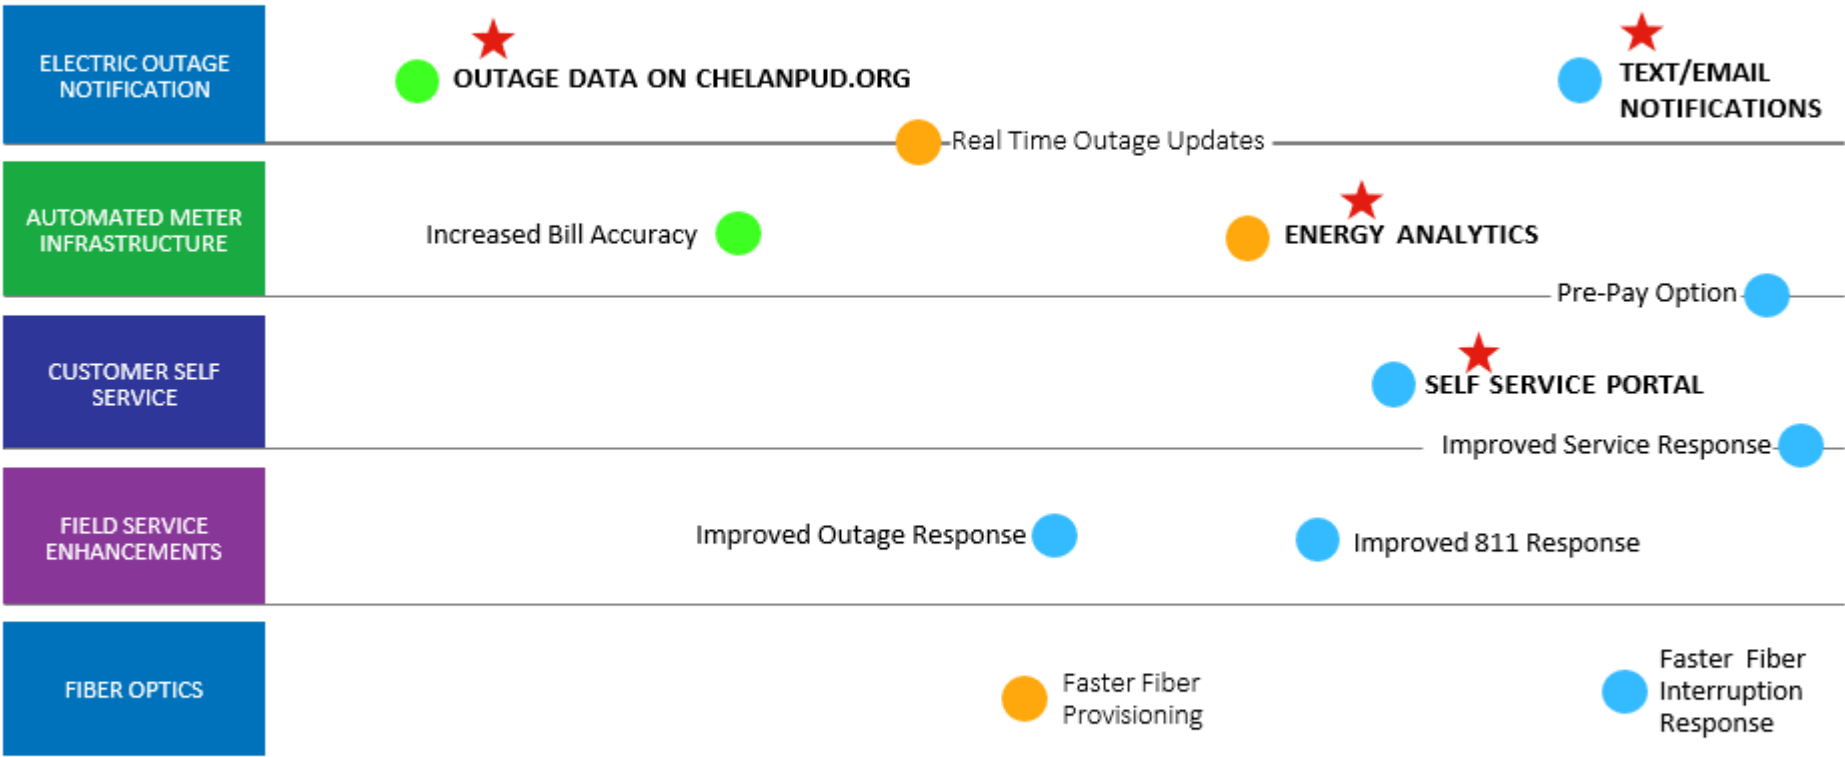 ELECTRIC OUTAGE
NOTIFICATION
OUTAGE DATA ON CHELANPUD.ORG
TEXT/EMAIL
NOTIFICATIONS
Real Time Outage Updates
AUTOMATED METER
INFRASTRUCTURE
Increased Bill Accuracy
ENERGY ANALYTICS
Pre-Pay Option
CUSTOMER SELF
SERVICE
SELF SERVICE PORTAL
Improved Service Response
FIELD SERVICE
ENHANCEMENTS
Improved Outage Response
Improved 811 Response
FIBER OPTICS
Faster Fiber
Provisioning
Faster Fiber
Interruption
Response